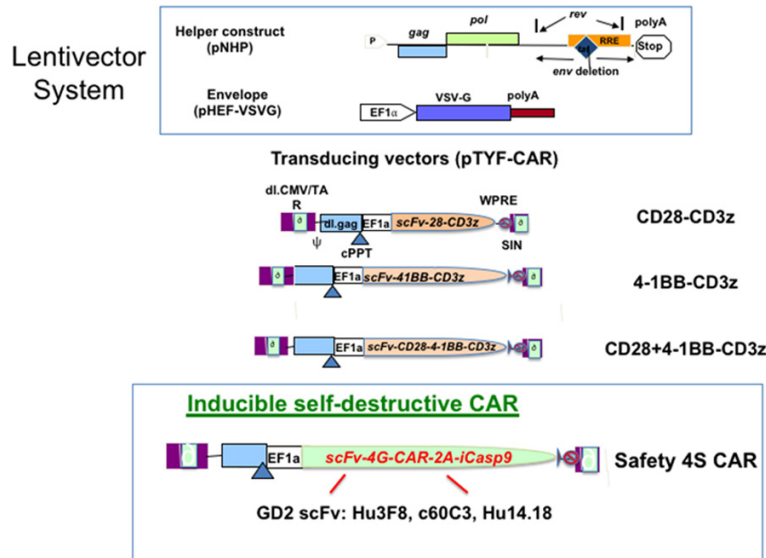 Lentivector
System
Helper construct
(pNHP)
P
gag
pol
rev
polyA
tat
RRE
Stop
env deletion
Envelope
(pHEF-VSVG)
EF1α
VSV-G
polyA
Transducing vectors (pTYF-CAR)
dl.CMV/TA
R
ψ
dl.gag
EF1a
scFv-28-CD3z
WPRE
cPPT
SIN
CD28-CD3z
EF1a
scFv-41BB-CD3z
4-1BB-CD3z
EF1a
scFv-CD28-4-1BB-CD3z
CD28+4-1BB-CD3z
Inducible self-destructive CAR
EF1a
scFv-4G-CAR-2A-iCasp9
Safety 4S CAR
GD2 scFv: Hu3F8, c60C3, Hu14.18